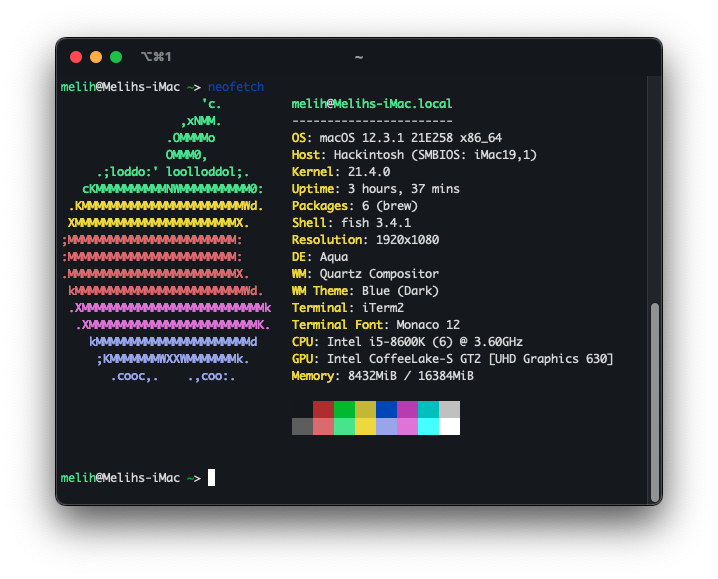 ⌥⌘1
~
melih@Melihs-iMac ~> neofetch
                    'c.          melih@Melihs-iMac.local
                 ,xNMM.          -----------------------
               .OMMMMo           OS: macOS 12.3.1 21E258 x86_64
               OMMM0,            Host: Hackintosh (SMBIOS: iMac19,1)
     .;loddo:' loolloddol;.      Kernel: 21.4.0
   cKMMMMMMMMMMNWMMMMMMMMMM0:    Uptime: 3 hours, 37 mins
 .KMMMMMMMMMMMMMMMMMMMMMMMWd.    Packages: 6 (brew)
 XMMMMMMMMMMMMMMMMMMMMMMMX.      Shell: fish 3.4.1
;MMMMMMMMMMMMMMMMMMMMMMMM:       Resolution: 1920x1080
:MMMMMMMMMMMMMMMMMMMMMMMM:       DE: Aqua
.MMMMMMMMMMMMMMMMMMMMMMMMX.      WM: Quartz Compositor
 kMMMMMMMMMMMMMMMMMMMMMMMMWd.    WM Theme: Blue (Dark)
 .XMMMMMMMMMMMMMMMMMMMMMMMMMMk   Terminal: iTerm2
  .XMMMMMMMMMMMMMMMMMMMMMMMMK.   Terminal Font: Monaco 12
    kMMMMMMMMMMMMMMMMMMMMMMd     CPU: Intel i5-8600K (6) @ 3.60GHz
     ;KMMMMMMMWXXWMMMMMMMk.      GPU: Intel CoffeeLake-S GT2 [UHD Graphics 630]
       .cooc,.    .,coo:.        Memory: 8432MiB / 16384MiB
melih@Melihs-iMac ~>